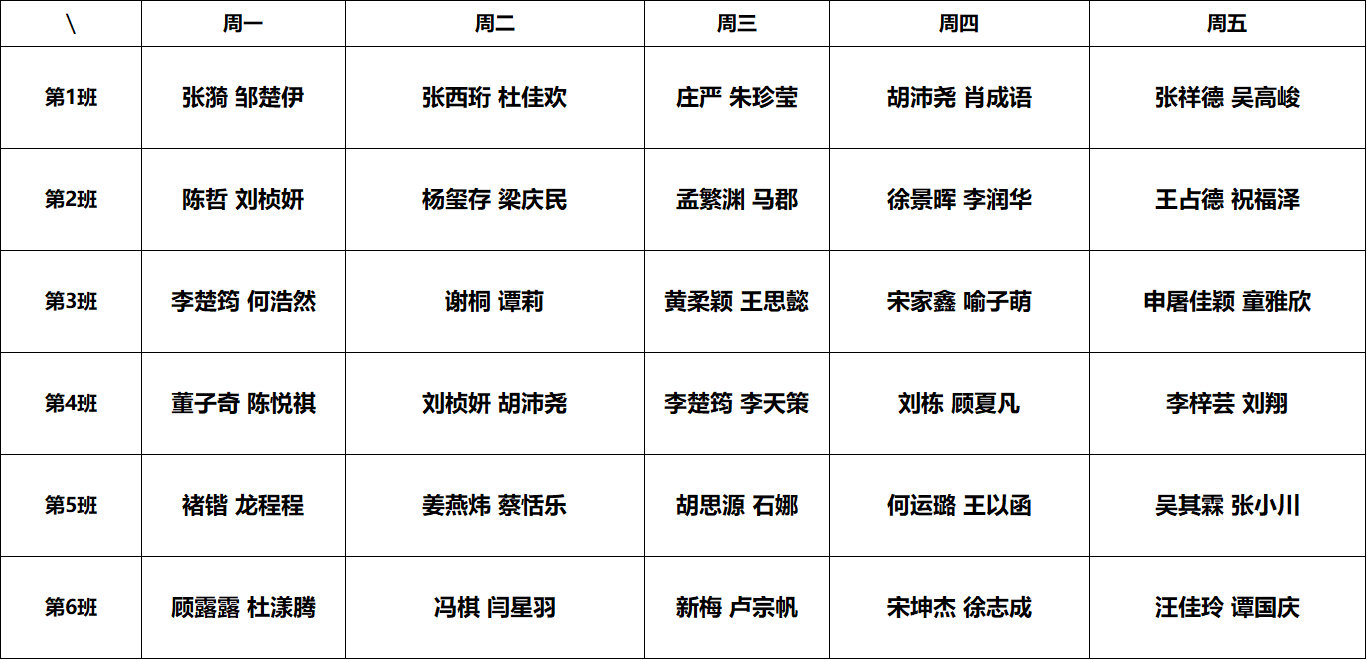 \ 周一 周二 周三 周四 周五
第1班 张漪 邹楚伊 张西珩 杜佳欢 庄严 朱珍莹 胡沛尧 肖成语 张祥德 吴高峻
第2班 陈哲 刘桢妍 杨玺存 梁庆民 孟繁渊 马郡 徐景晖 李润华 王占德 祝福泽
第3班 李楚筠 何浩然 谢桐 谭莉 黄柔颖 王思懿 宋家鑫 喻子萌 申屠佳颖 童雅欣
第4班 董子奇 陈悦祺 刘桢妍 胡沛尧 李楚筠 李天策 刘栋 顾夏凡 李梓芸 刘翔
第5班 褚锴 龙程程 姜燕炜 蔡恬乐 胡思源 石娜 何运璐 王以函 吴其霖 张小川
第6班 顾露露 杜漾腾 冯棋 闫星羽 新梅 卢宗帆 宋坤杰 徐志成 汪佳玲 谭国庆